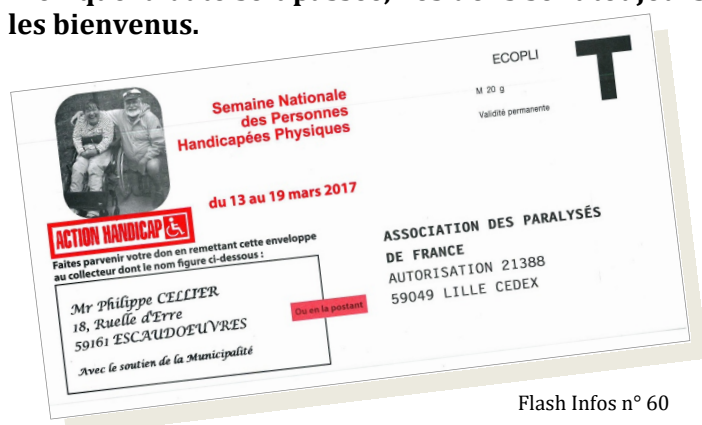 les bienvenus.
ECOPLI
T
M 20 g
Validité permanente
Semaine Nationale
des Personnes
Handicapées Physiques
du 13 au 19 mars 2017
ACTION HANDICAP
Faites parvenir votre don en remettant cette enveloppe
au collecteur dont le nom figure ci-dessous :
Mr Philippe CELLIER
18, Ruelle d'Erre
59161 ESCAUDOEUVRES
Avec le soutien de la Municipalité
Ou en la postant
ASSOCIATION DES PARALYSÉS
DE FRANCE
AUTORISATION 21388
59049 LILLE CEDEX
Flash Infos n° 60